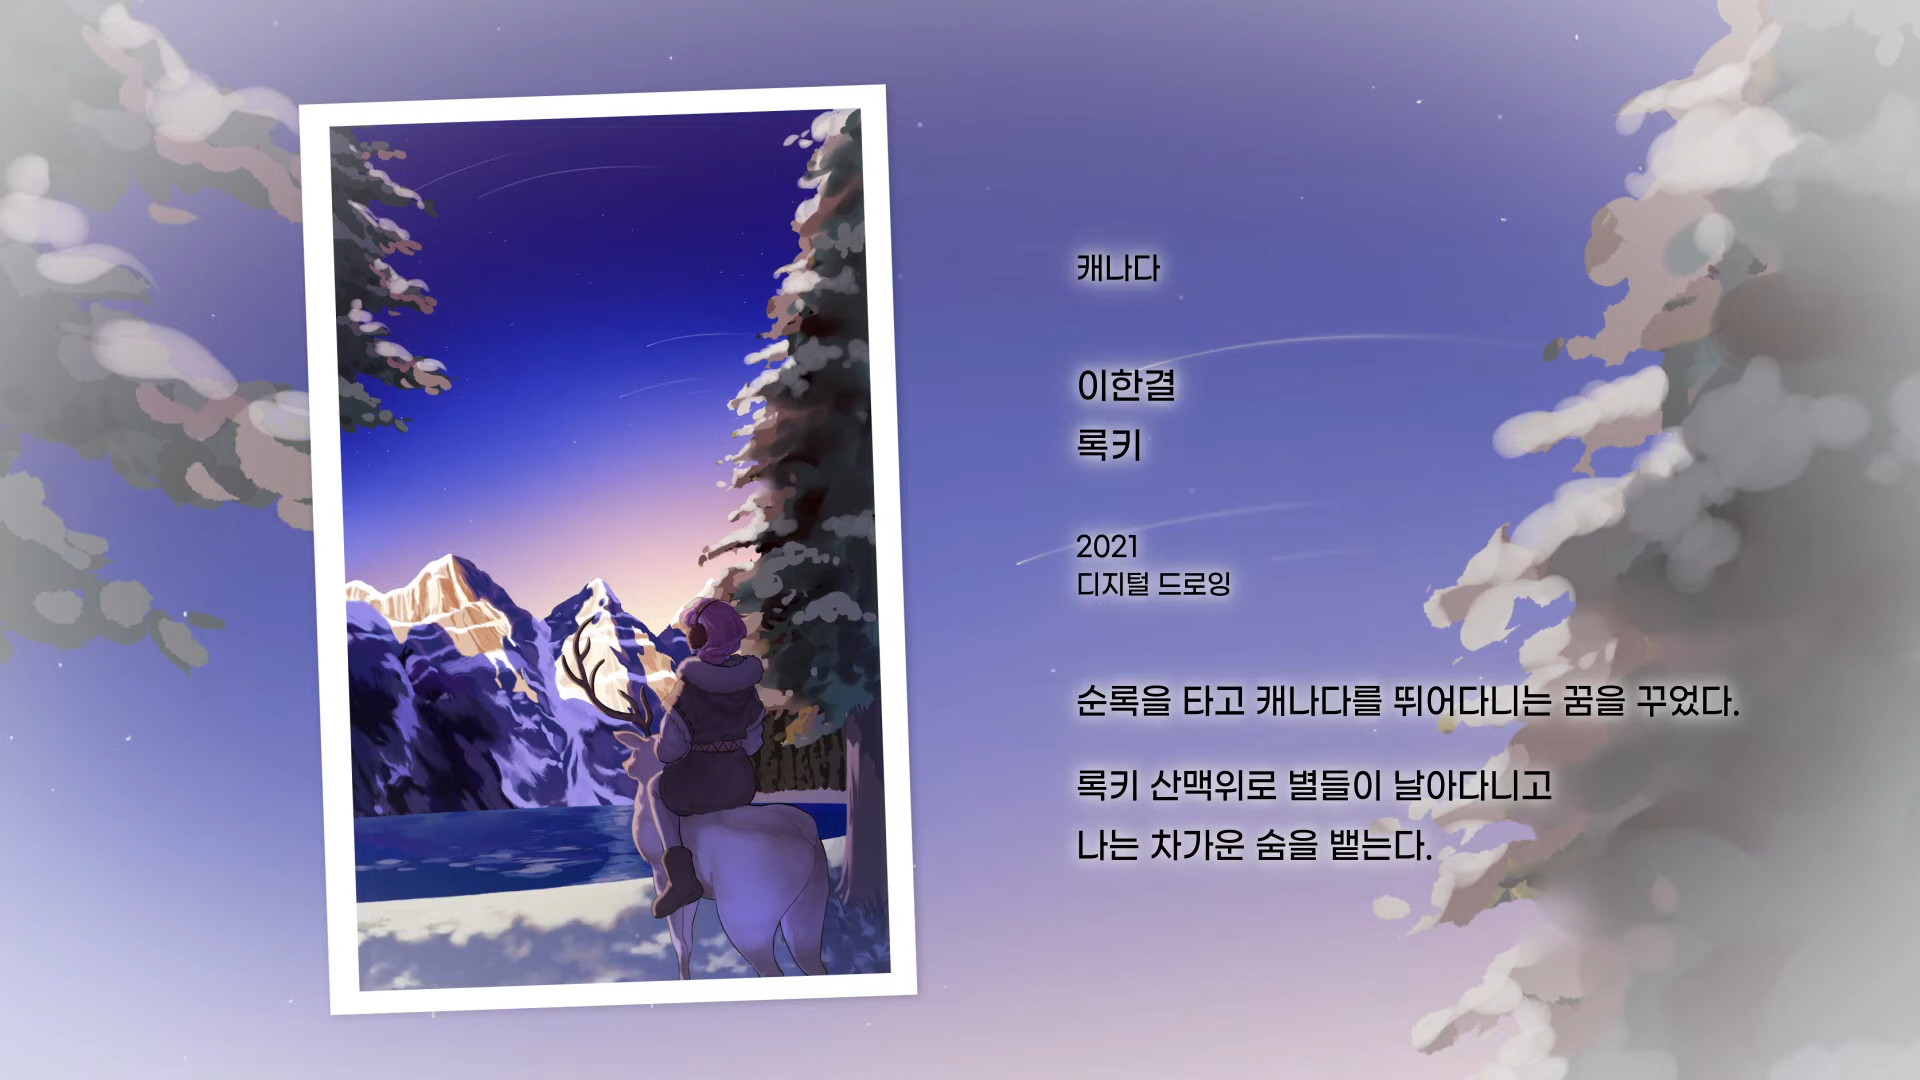 캐나다
이한결
록키
2021
디지털 드로잉
순록을 타고 캐나다를 뛰어다니는 꿈을 꾸었다.
록키 산맥위로 별들이 날아다니고
나는 차가운 숨을 뱉는다.